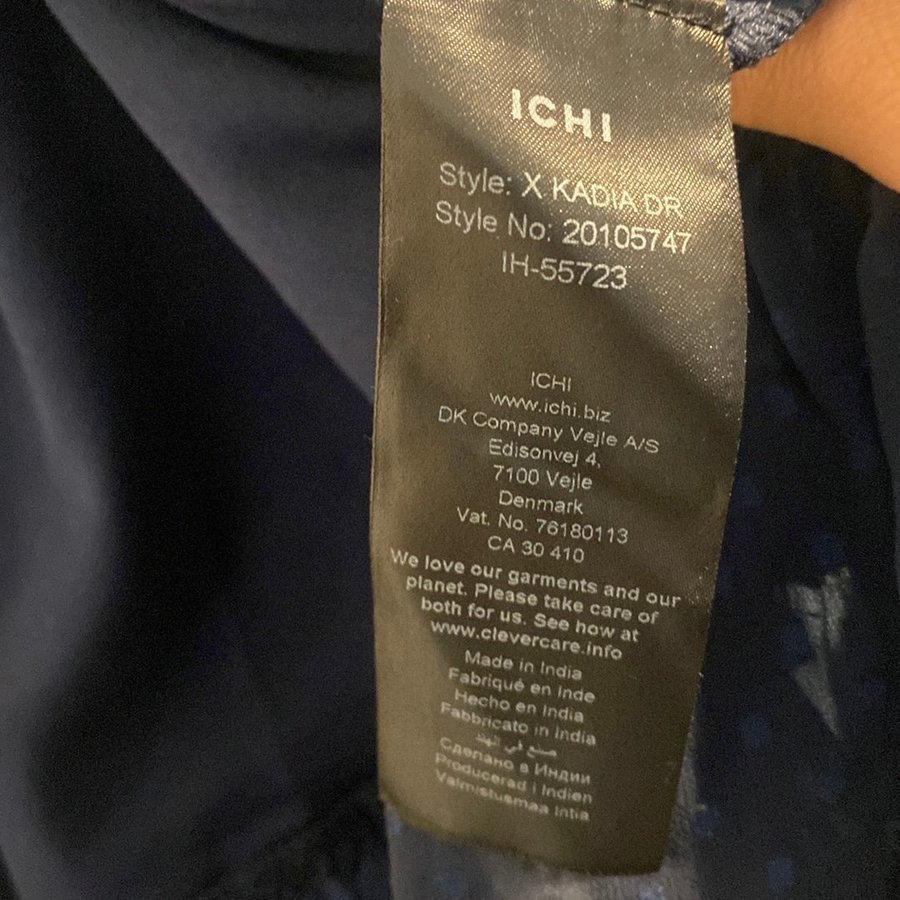 ICHI
Style: X KADIA DR
Style No: 20105747
IH-55723
ICHI
www.ichi.biz
DK Company Vejle A/S
Edisonvej 4,
7100 Vejle
Denmark
Vat. No. 76180113
CA 30 410
We love our garments and our
planet. Please take care of
both for us. See how at
www.clevercare.info
Made in India
Fabriqué en Inde
Hecho en India
Fabbricato in India
صنع في الهند
Сделано в Индии
Producerad i Indien
Valmistusmaa Intia